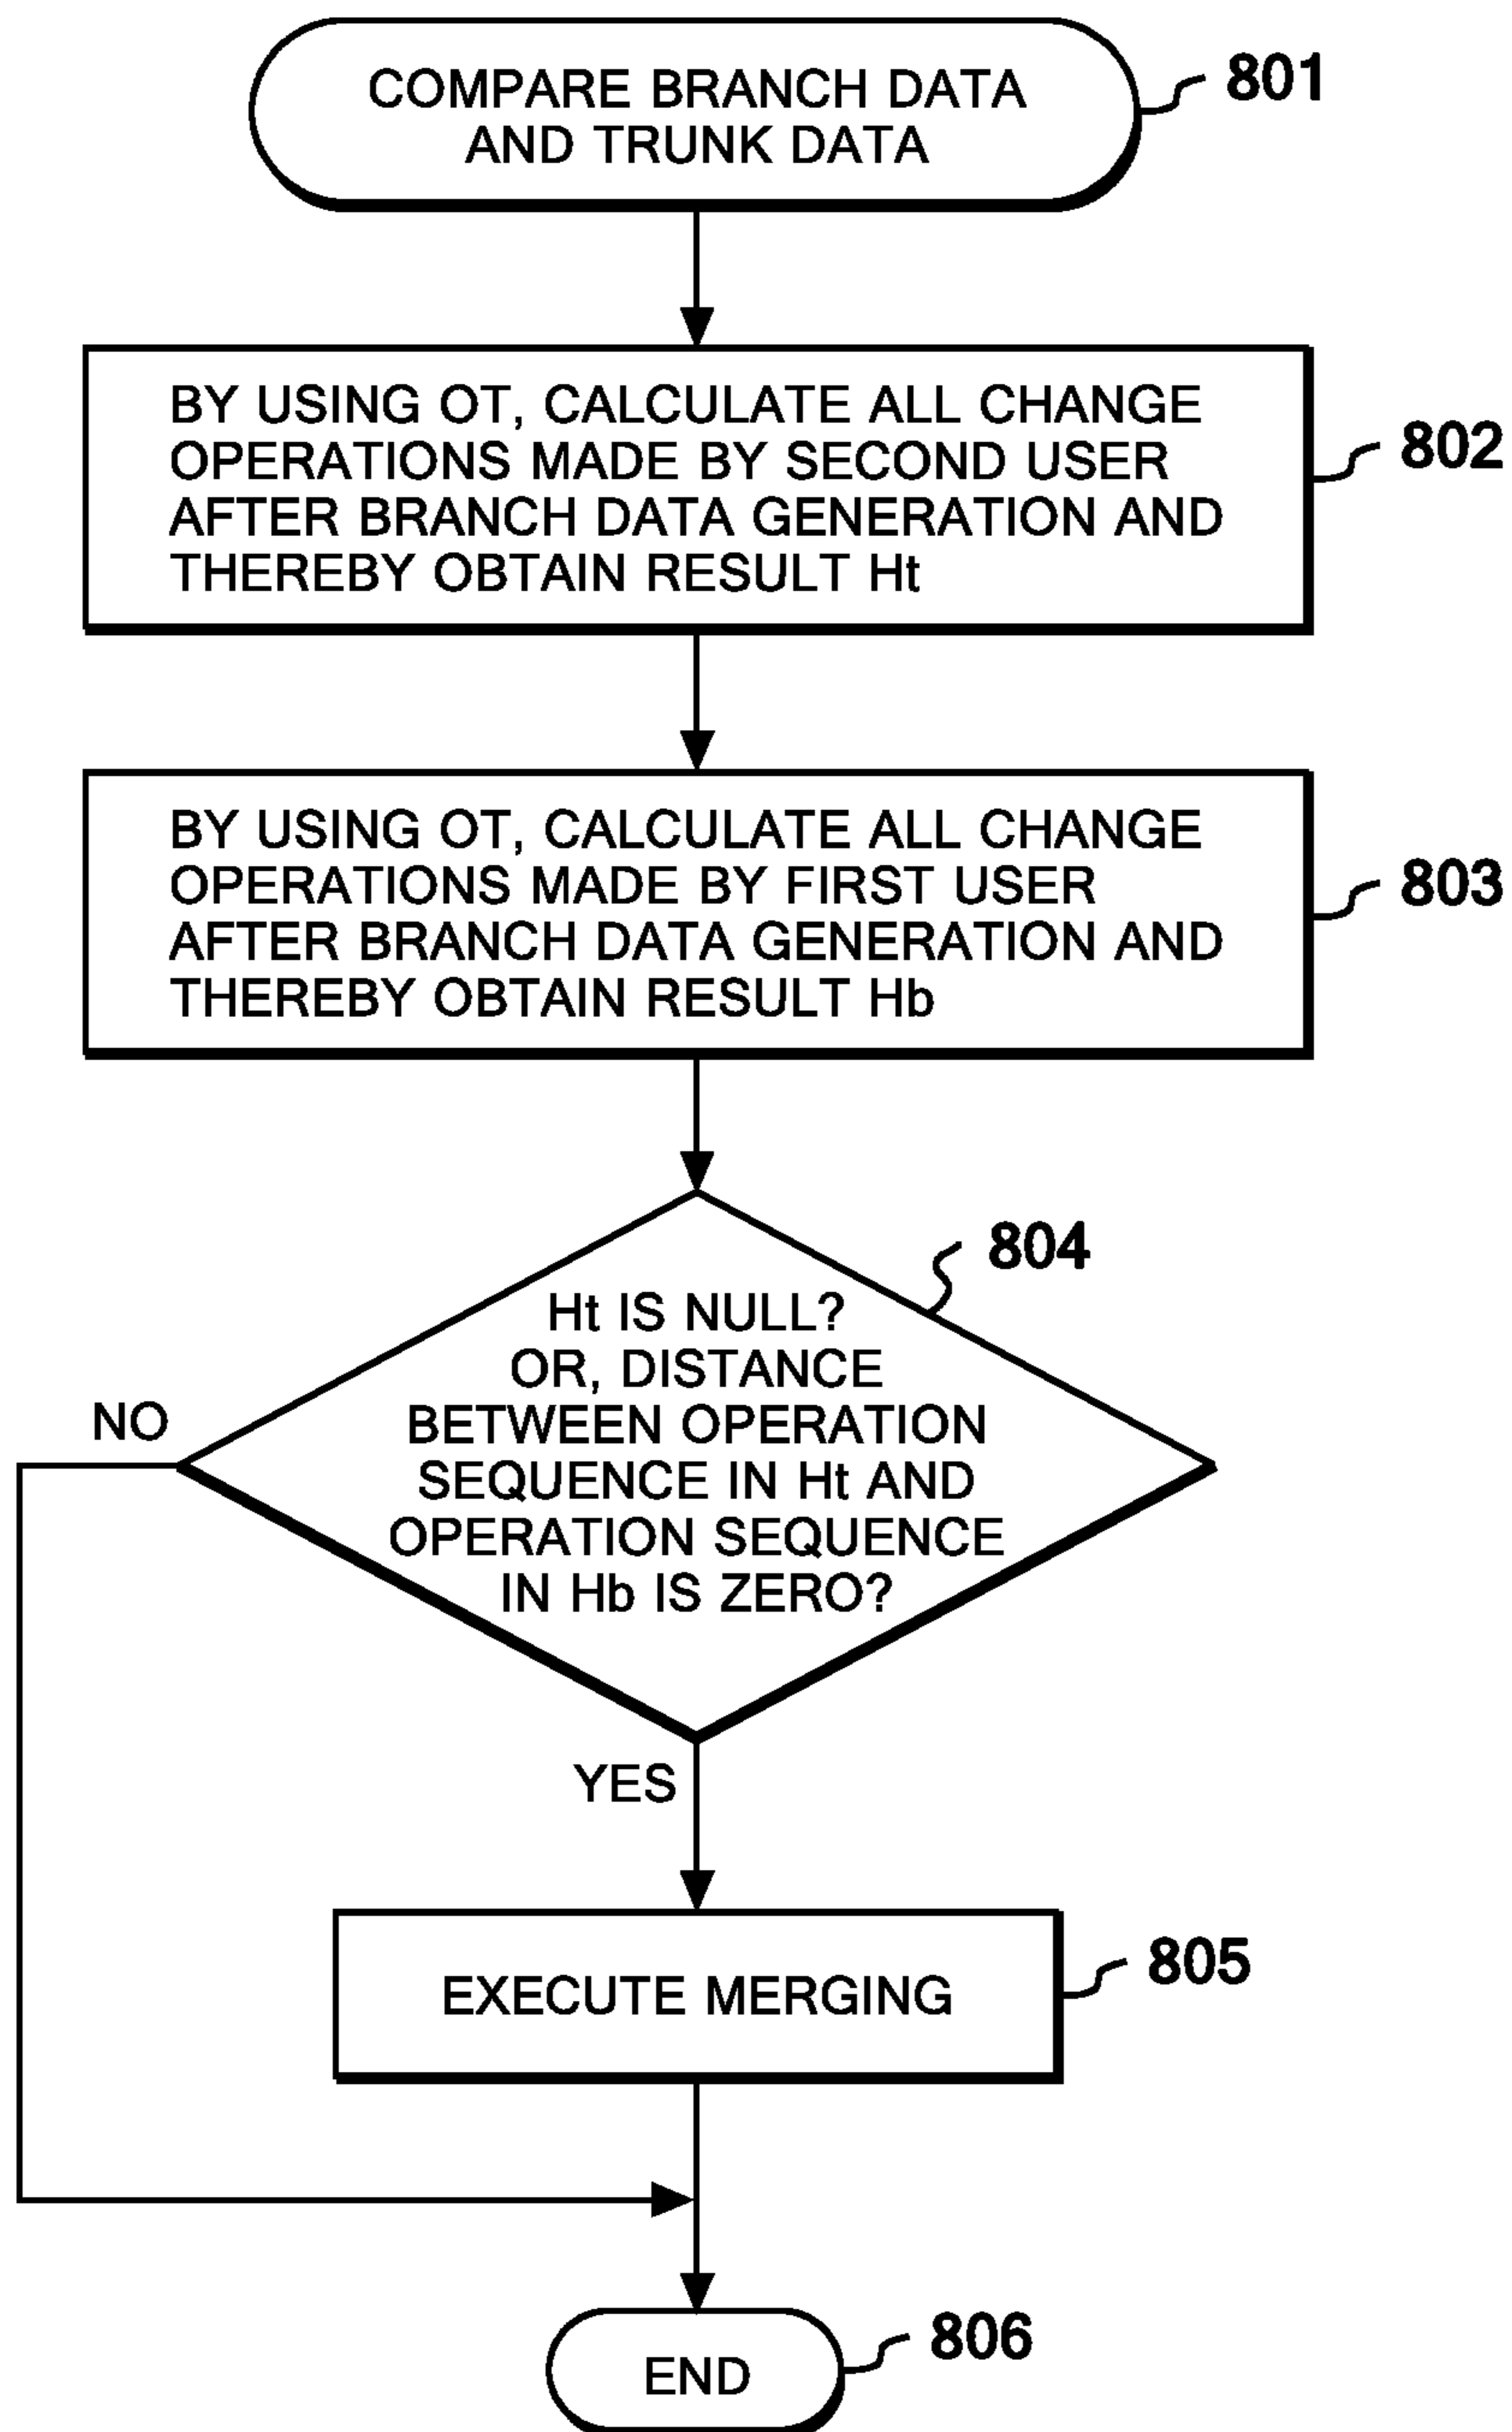 COMPARE BRANCH DATA
AND TRUNK DATA
801
BY USING OT, CALCULATE ALL CHANGE
OPERATIONS MADE BY SECOND USER
AFTER BRANCH DATA GENERATION AND
THEREBY OBTAIN RESULT Ht
802
BY USING OT, CALCULATE ALL CHANGE
OPERATIONS MADE BY FIRST USER
AFTER BRANCH DATA GENERATION AND
THEREBY OBTAIN RESULT Hb
803
804
Ht IS NULL?
OR, DISTANCE
BETWEEN OPERATION
SEQUENCE IN Ht AND
OPERATION SEQUENCE
IN Hb IS ZERO?
NO
YES
EXECUTE MERGING
805
END
806